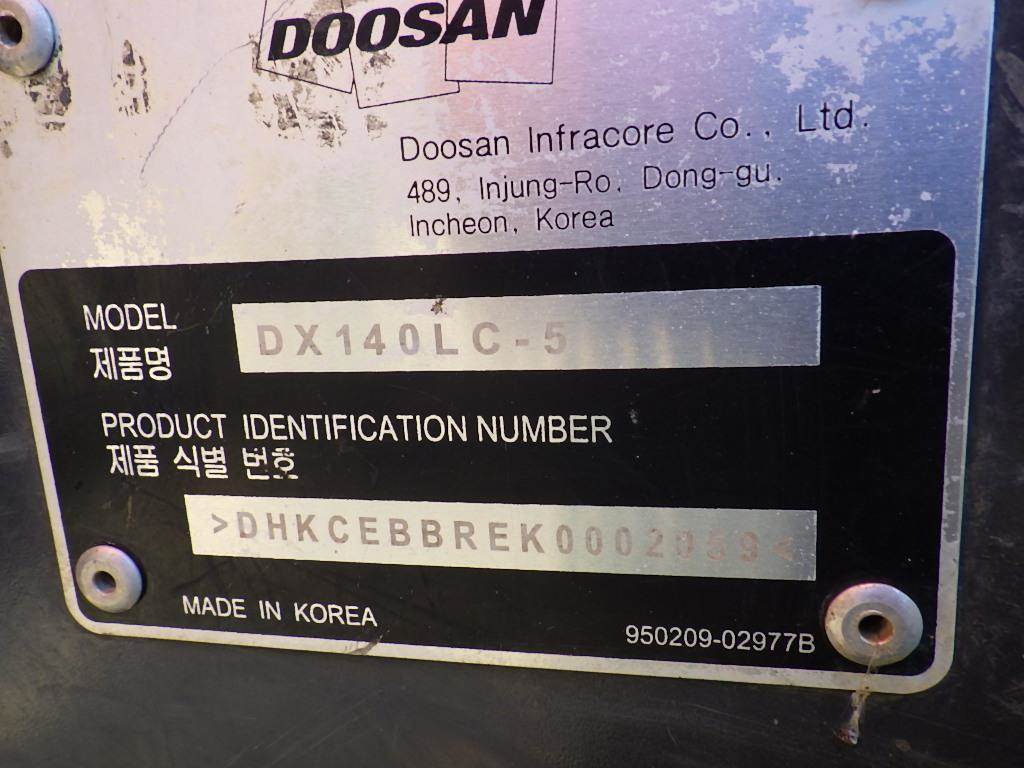 DOOSAN
Doosan Infracore Co., Ltd.
489, Injung-Ro, Dong-gu,
Incheon, Korea
MODEL
제품명
DX140LC-5
PRODUCT IDENTIFICATION NUMBER
제품 식별 번호
>DHKCEBBREK0002059<
MADE IN KOREA
950209-02977B